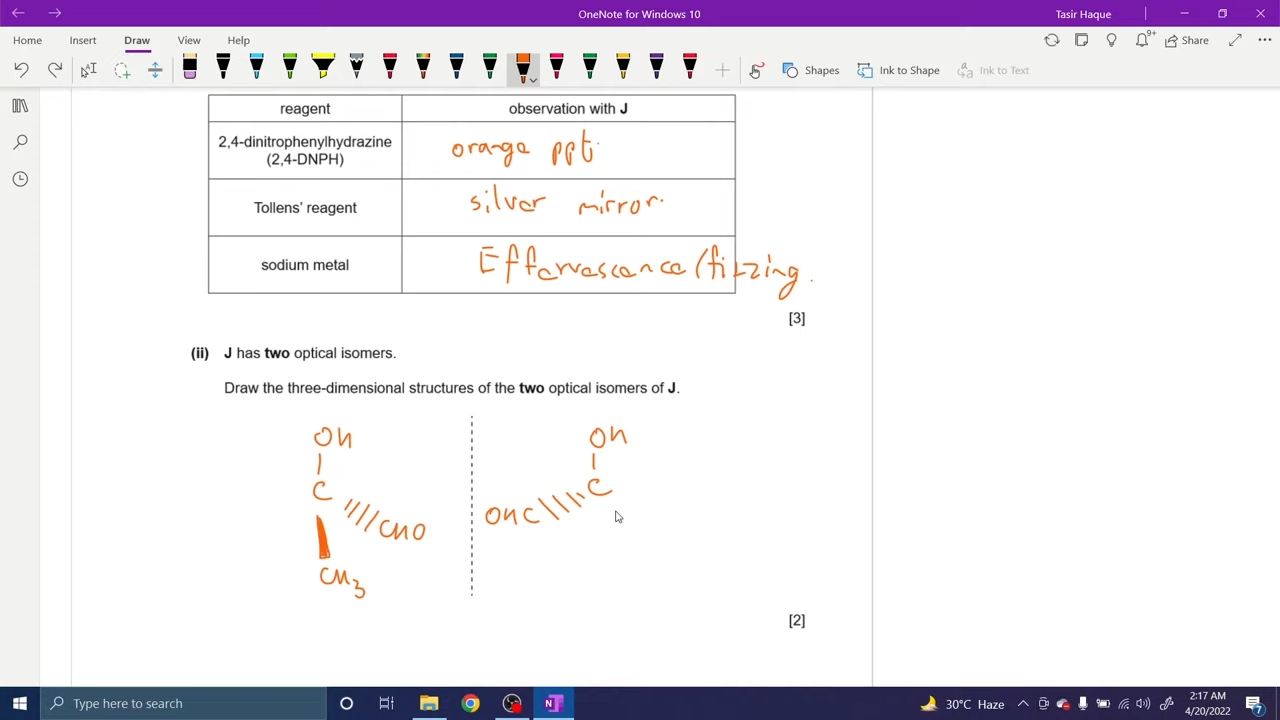 OneNote for Windows 10
Tasir Haque
Home Insert Draw View Help
Share
Shapes Ink to Shape Ink to Text
reagent observation with J
2,4-dinitrophenylhydrazine
(2,4-DNPH)
orange ppt.
Tollens' reagent silver mirror.
sodium metal Effervescence (fizzing.
[3]
(ii) J has two optical isomers.
Draw the three-dimensional structures of the two optical isomers of J.
OH OH
C C
CHO OHC
CH3
[2]
Type here to search
30°C Haze
2:17 AM
4/20/2022
7